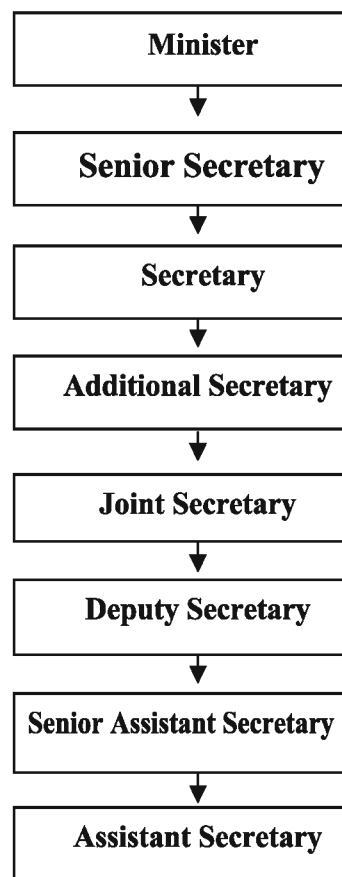 Minister
Senior Secretary
Secretary
Additional Secretary
Joint Secretary
Deputy Secretary
Senior Assistant Secretary
Assistant Secretary